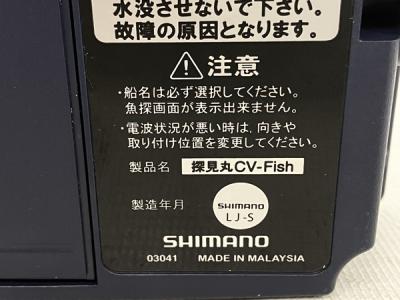 水没させないで下さい。
故障の原因となります。
注意
・船名は必ず選択してください。
魚探画面が表示出来ません。
・電波状況が悪い時は、向きや
取り付け位置を変更してください。
製品名 探見丸CV-Fish
製造年月 SHIMANO
LJ-S
SHIMANO
03041 MADE IN MALAYSIA